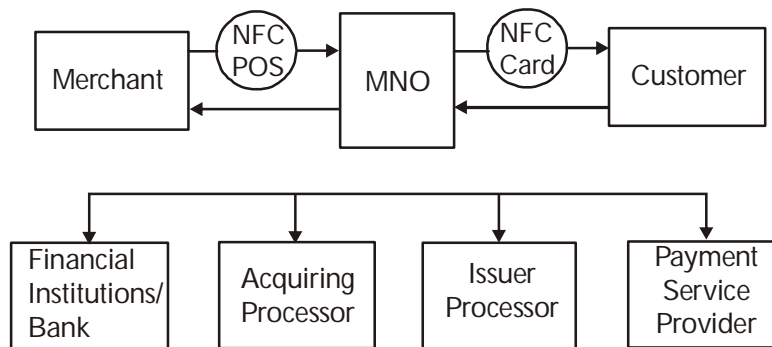 Merchant
NFC
POS
MNO
NFC
Card
Customer
Financial
Institutions/
Bank
Acquiring
Processor
Issuer
Processor
Payment
Service
Provider